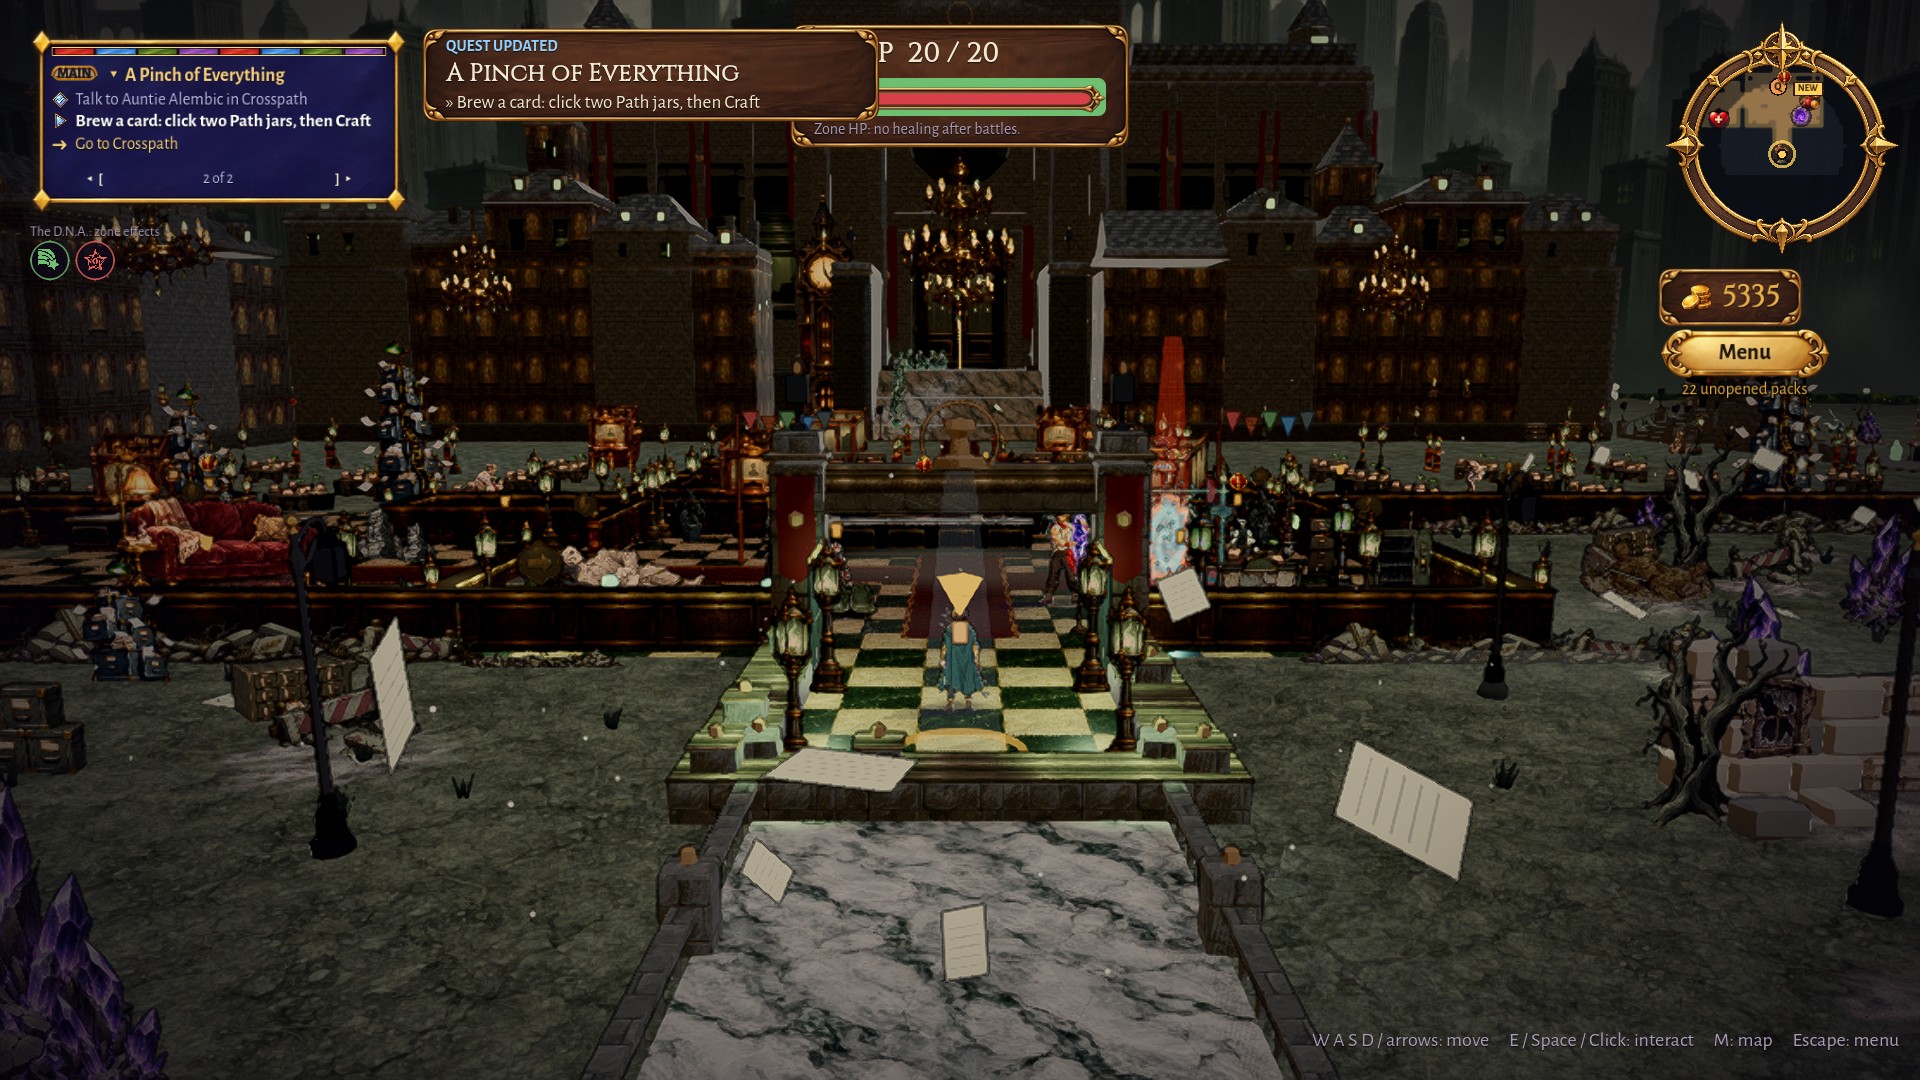 MAIN ▾ A Pinch of Everything
Talk to Auntie Alembic in Crosspath
Brew a card: click two Path jars, then Craft
→ Go to Crosspath
◂ [ 2 of 2 ] ▸
The D.N.A.: zone effects
QUEST UPDATED
A Pinch of Everything
» Brew a card: click two Path jars, then Craft
P 20 / 20
Zone HP: no healing after battles.
NEW
5335
Menu
22 unopened packs
W A S D / arrows: move E / Space / Click: interact M: map Escape: menu